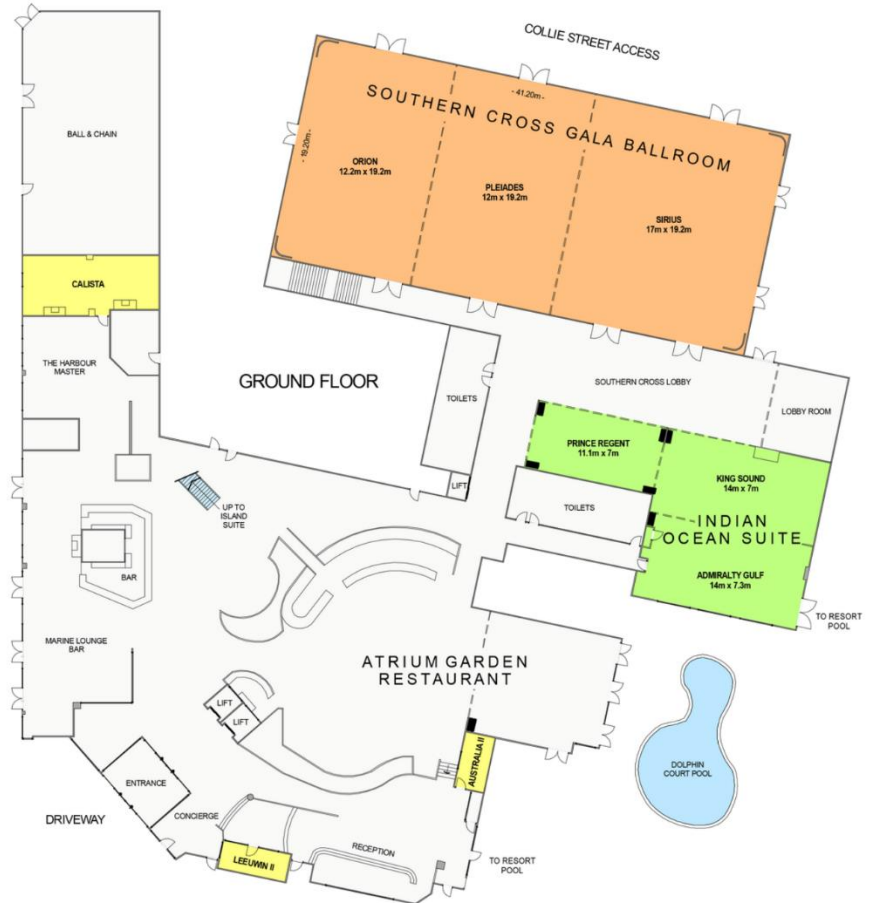 COLLIE STREET ACCESS
- 41.20m -
- 19.20m -
SOUTHERN CROSS GALA BALLROOM
ORION
12.2m x 19.2m
PLEIADES
12m x 19.2m
SIRIUS
17m x 19.2m
BALL & CHAIN
CALISTA
THE HARBOUR
MASTER
GROUND FLOOR
TOILETS
SOUTHERN CROSS LOBBY
LOBBY ROOM
PRINCE REGENT
11.1m x 7m
KING SOUND
14m x 7m
LIFT
TOILETS
INDIAN
OCEAN SUITE
UP TO
ISLAND
SUITE
BAR
ADMIRALTY GULF
14m x 7.3m
TO RESORT
POOL
MARINE LOUNGE
BAR
ATRIUM GARDEN
RESTAURANT
LIFT
LIFT
AUSTRALIA II
DOLPHIN
COURT POOL
ENTRANCE
DRIVEWAY
CONCIERGE
RECEPTION
LEEUWIN II
TO RESORT
POOL